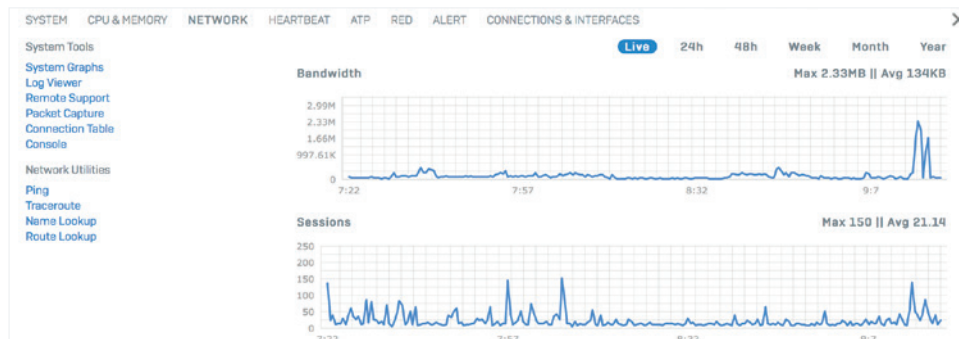 SYSTEM CPU & MEMORY NETWORK HEARTBEAT ATP RED ALERT CONNECTIONS & INTERFACES
System Tools
System Graphs
Log Viewer
Remote Support
Packet Capture
Connection Table
Console
Network Utilities
Ping
Traceroute
Name Lookup
Route Lookup
Live 24h 48h Week Month Year
Bandwidth Max 2.33MB || Avg 134KB
2.99M
2.33M
1.66M
997.61K
0
7:22 7:57 8:32 9:7
Sessions Max 150 || Avg 21.14
250
200
150
100
50
0